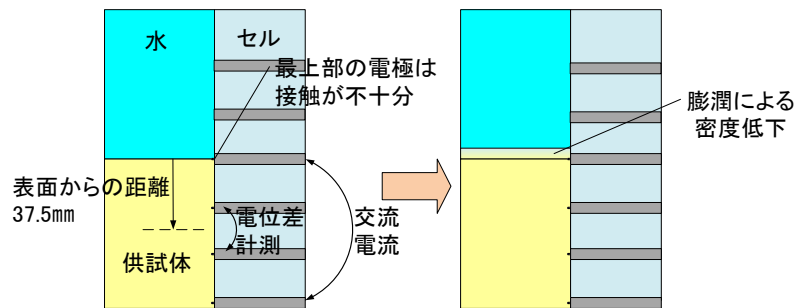 水
セル
最上部の電極は
接触が不十分
表面からの距離
37.5mm
電位差
計測
交流
電流
供試体
膨潤による
密度低下